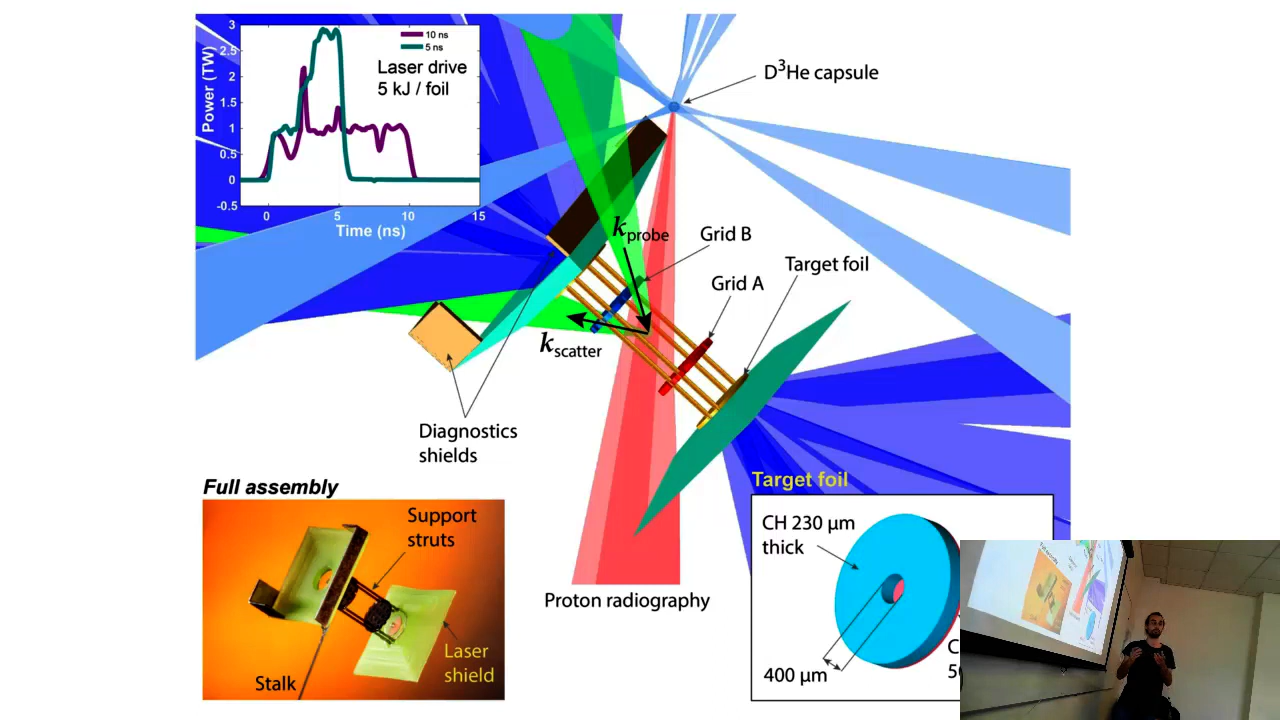 3
2.5
2
1.5
1
0.5
0
-0.5
Power (TW)
10 ns
5 ns
Laser drive
5 kJ / foil
0
5
10
15
Time (ns)
D³He capsule
kprobe
Grid B
Target foil
Grid A
kscatter
Diagnostics
shields
Full assembly
Support
struts
Laser
shield
Stalk
Proton radiography
Target foil
CH 230 µm
thick
400 µm
C
50